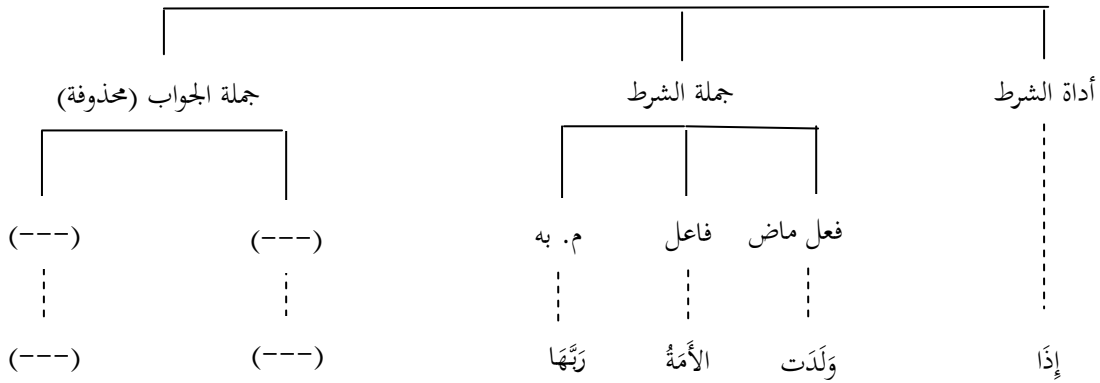 أداة الشرط جملة الشرط جملة الجواب (محذوفة)
فعل ماض فاعل م. به (---) (---)
إِذَا وَلَدَت الأَمَةُ رَبَّهَا (---) (---)